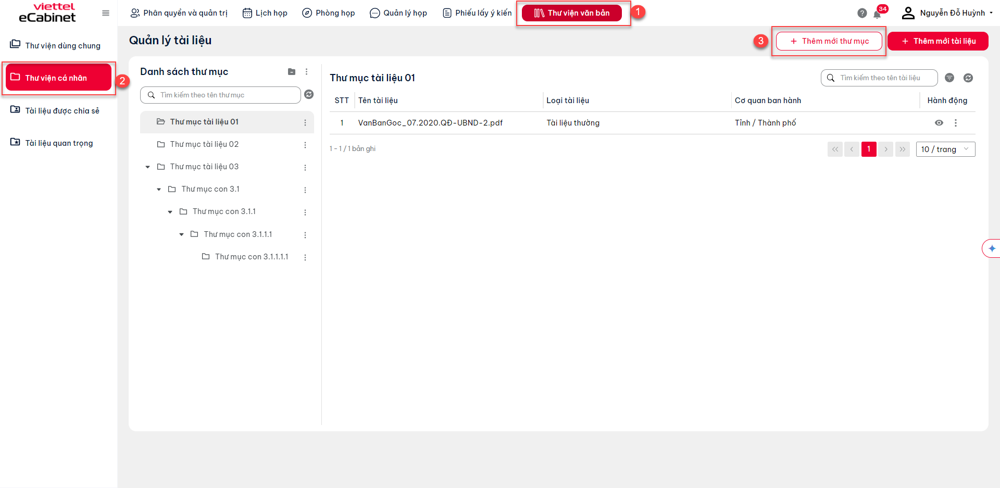 viettel
eCabinet
Phân quyền và quản trị
Lịch họp
Phòng họp
Quản lý họp
Phiếu lấy ý kiến
Thư viện văn bản
1
?
34
Nguyễn Đỗ Huỳnh
Thư viện dùng chung
Thư viện cá nhân
2
Tài liệu được chia sẻ
Tài liệu quan trọng
Quản lý tài liệu
3
+ Thêm mới thư mục
+ Thêm mới tài liệu
Danh sách thư mục
Tìm kiếm theo tên thư mục
Thư mục tài liệu 01
Thư mục tài liệu 02
Thư mục tài liệu 03
Thư mục con 3.1
Thư mục con 3.1.1
Thư mục con 3.1.1.1
Thư mục con 3.1.1.1.1
Thư mục tài liệu 01
Tìm kiếm theo tên tài liệu
STT Tên tài liệu Loại tài liệu Cơ quan ban hành Hành động
1 VanBanGoc_07.2020.QĐ-UBND-2.pdf Tài liệu thường Tỉnh / Thành phố
1 - 1 / 1 bản ghi
1
10 / trang